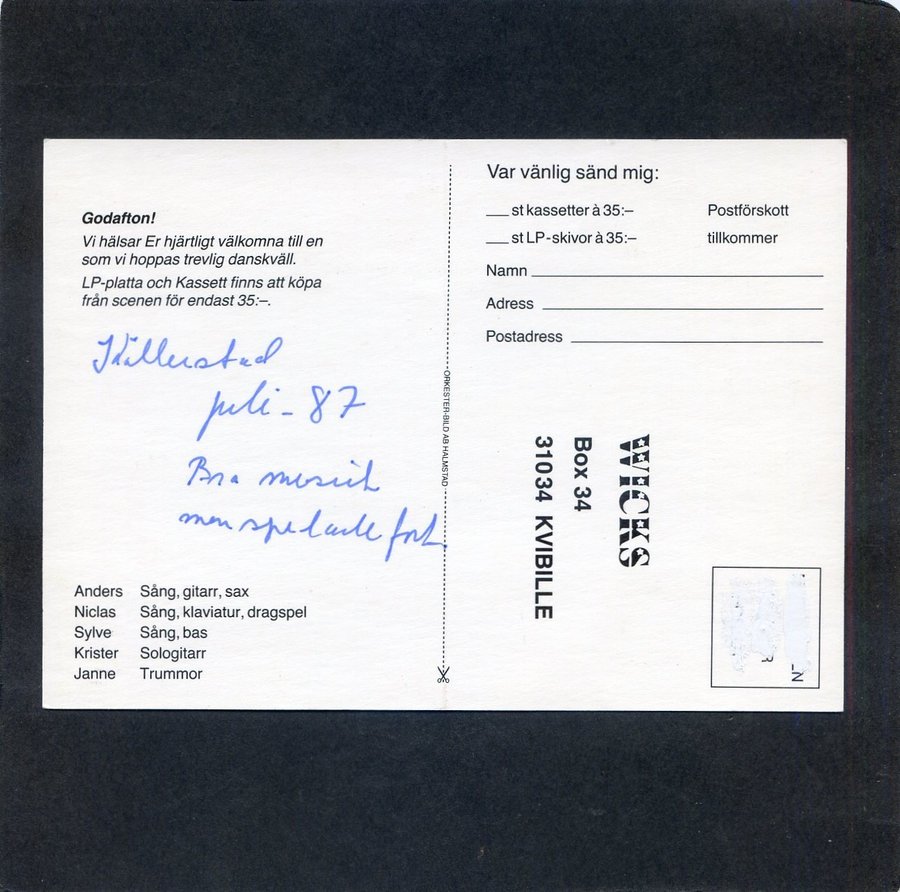 Godafton!
Vi hälsar Er hjärtligt välkomna till en
som vi hoppas trevlig danskväll.
LP-platta och Kassett finns att köpa
från scenen för endast 35:–.
Källerstad
juli - 87
Bra musik
men spelade fort.
Anders Sång, gitarr, sax
Niclas Sång, klaviatur, dragspel
Sylve Sång, bas
Krister Sologitarr
Janne Trummor
ORKESTER-BILD AB HALMSTAD
Var vänlig sänd mig:
___ st kassetter à 35:– Postförskott
___ st LP-skivor à 35:– tillkommer
Namn
Adress
Postadress
WICKS
Box 34
31034 KVIBILLE